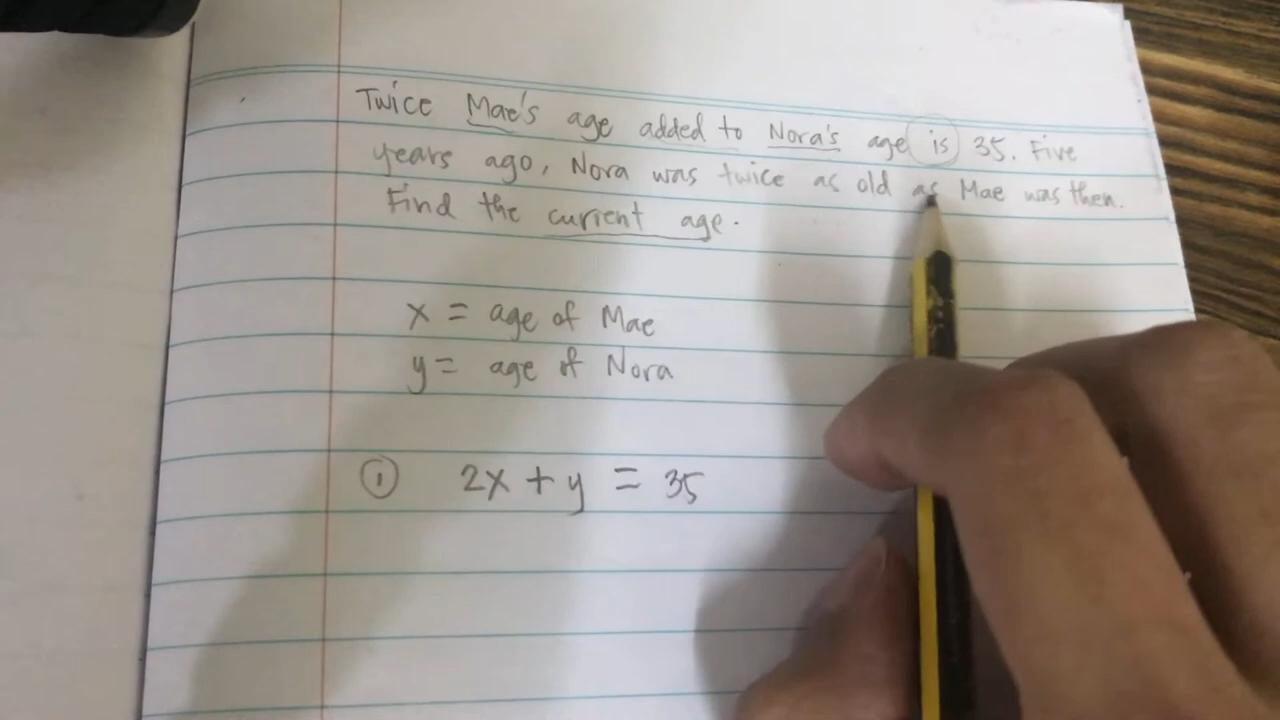 Twice Mae's age added to Nora's age is 35. Five
years ago, Nora was twice as old as Mae was then.
Find the current age.
x = age of Mae
y = age of Nora
① 2x + y = 35